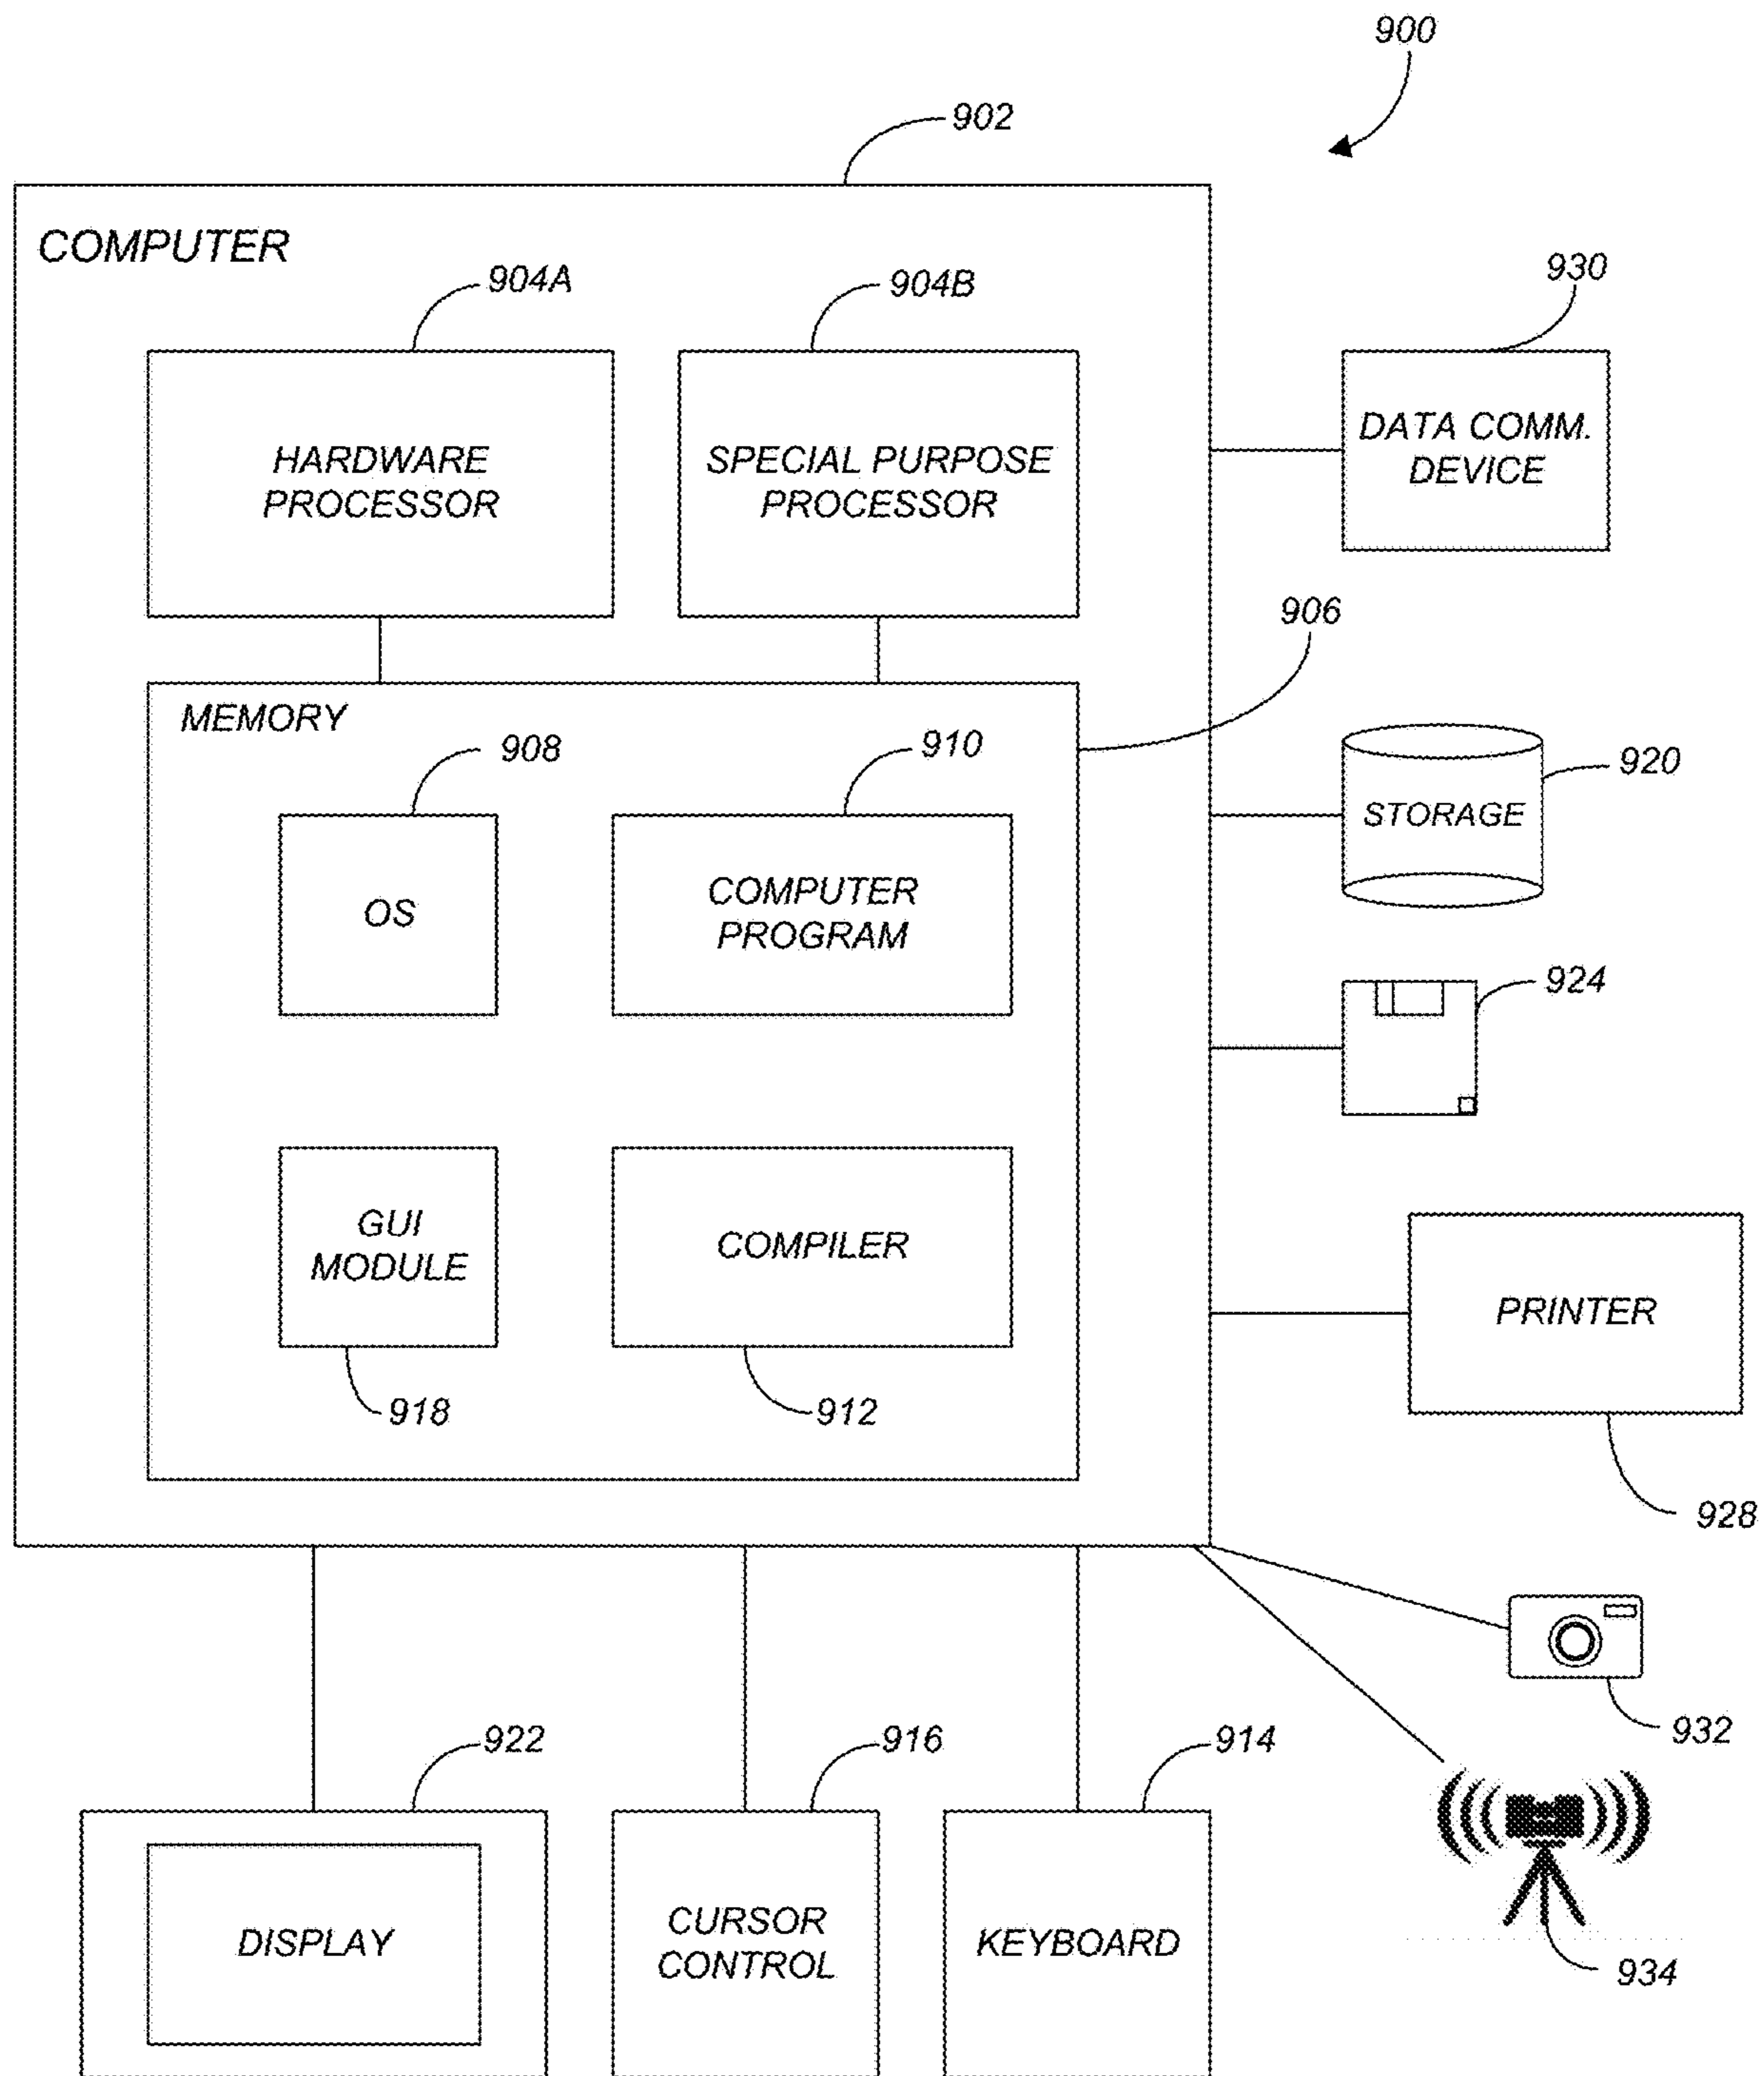 900
902
COMPUTER
904A
904B
930
HARDWARE
PROCESSOR
SPECIAL PURPOSE
PROCESSOR
DATA COMM.
DEVICE
906
MEMORY
908
910
920
STORAGE
OS
COMPUTER
PROGRAM
924
GUI
MODULE
COMPILER
PRINTER
918
912
928
932
922
916
914
DISPLAY
CURSOR
CONTROL
KEYBOARD
934